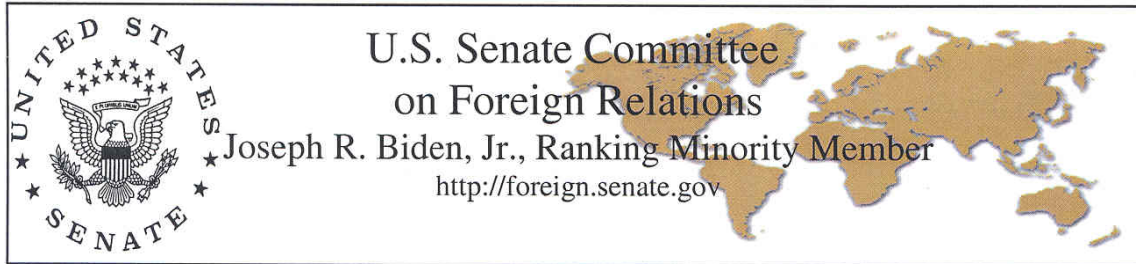 UNITED STATES
SENATE
E PLURIBUS UNUM
U.S. Senate Committee
on Foreign Relations
Joseph R. Biden, Jr., Ranking Minority Member
http://foreign.senate.gov